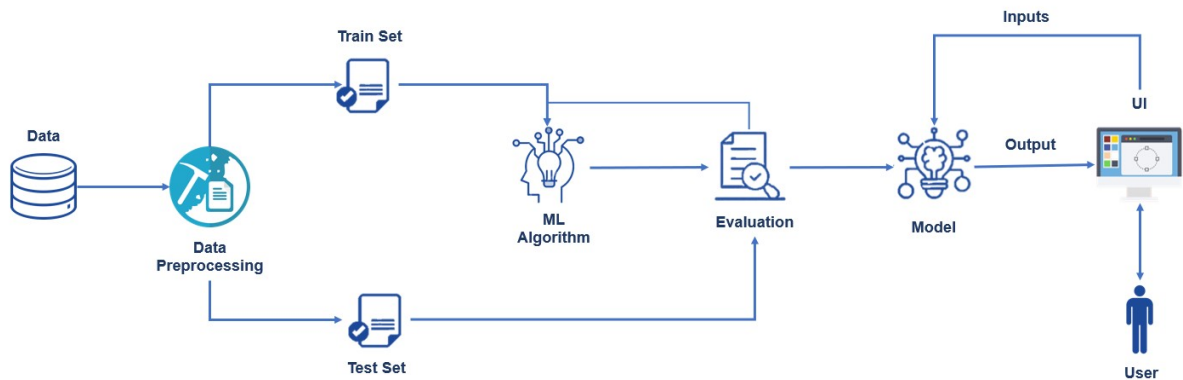 Inputs
Train Set
UI
Data
Output
ML
Algorithm
Evaluation
Model
Data
Preprocessing
Test Set
User